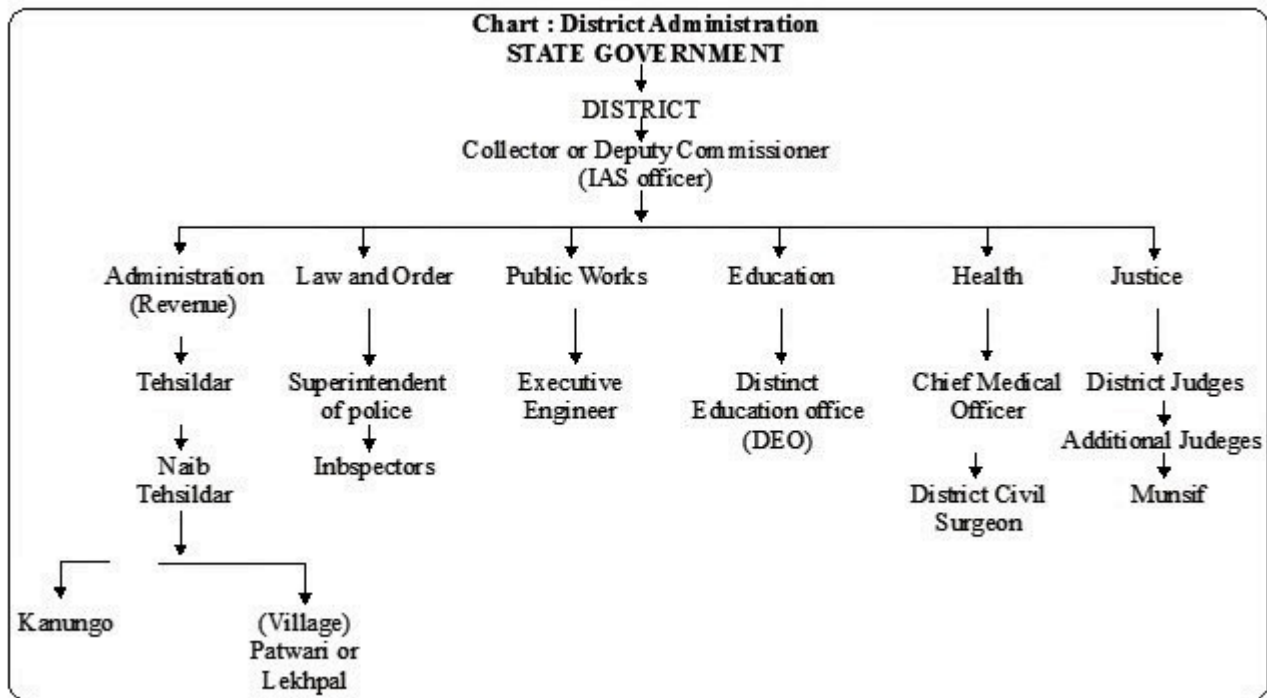 Chart : District Administration
STATE GOVERNMENT
DISTRICT
Collector or Deputy Commissioner
(IAS officer)
Administration
(Revenue)
Law and Order
Public Works
Education
Health
Justice
Tehsildar
Superintendent
of police
Executive
Engineer
Distinct
Education office
(DEO)
Chief Medical
Officer
District Judges
Additional Judeges
Naib
Tehsildar
Inbspectors
District Civil
Surgeon
Munsif
Kanungo
(Village)
Patwari or
Lekhpal